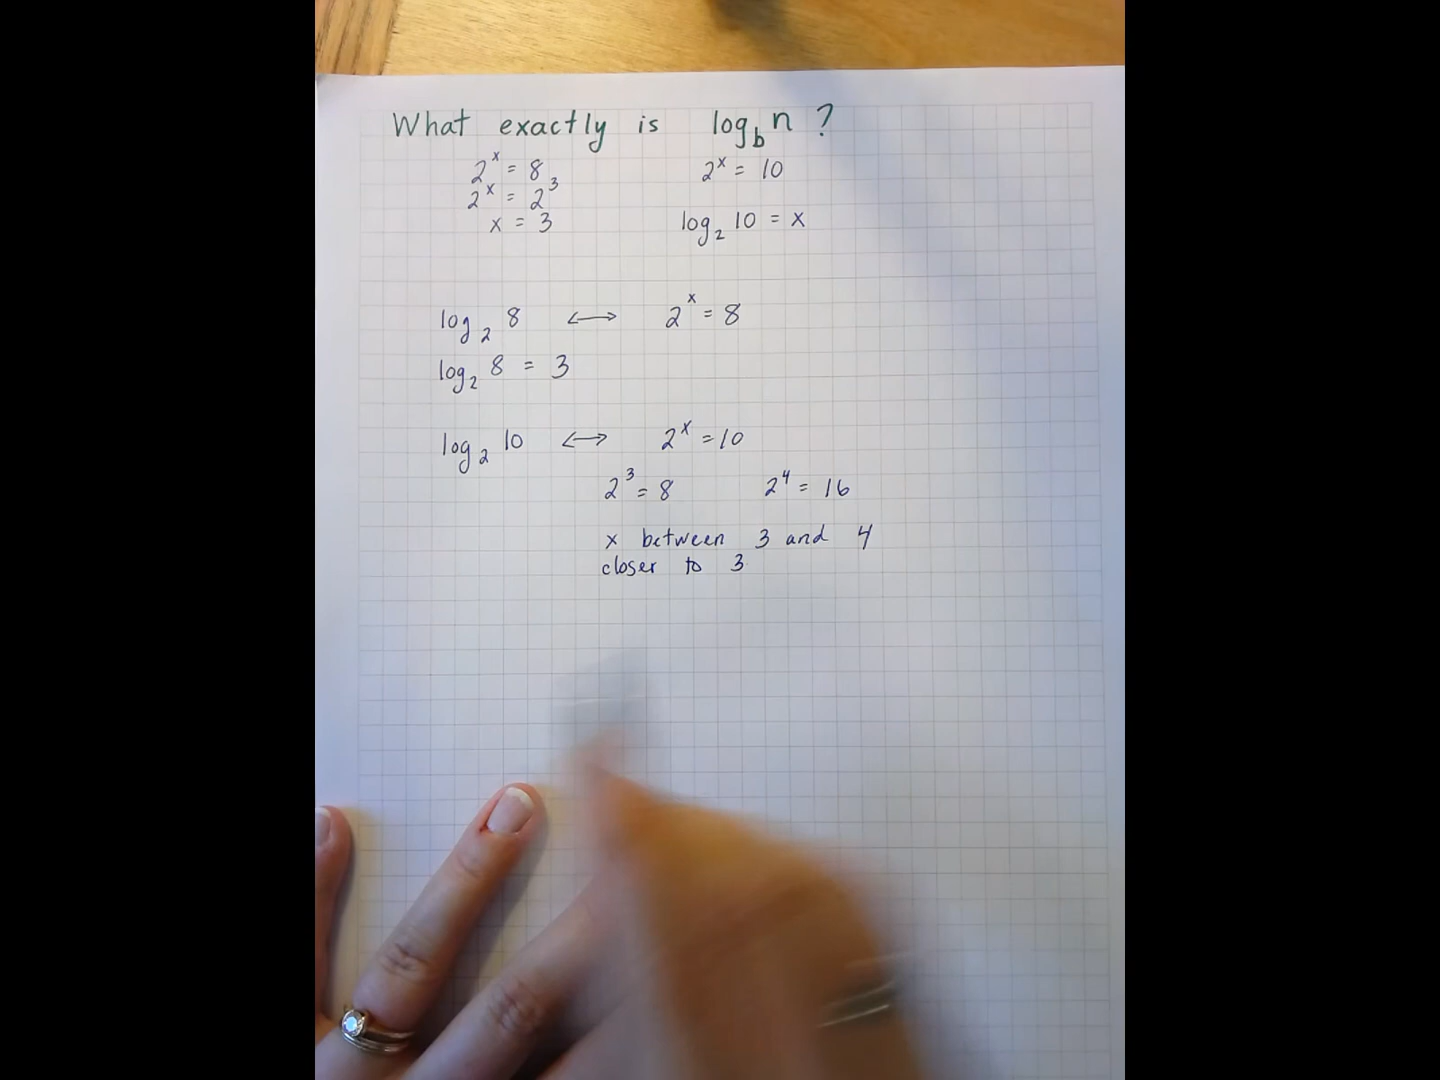 What exactly is log_b n ?
2^x = 8
2^x = 2^3
x = 3
2^x = 10
log_2 10 = x
log_2 8 ⟷ 2^x = 8
log_2 8 = 3
log_2 10 ⟷ 2^x = 10
2^3 = 8 2^4 = 16
x between 3 and 4
closer to 3